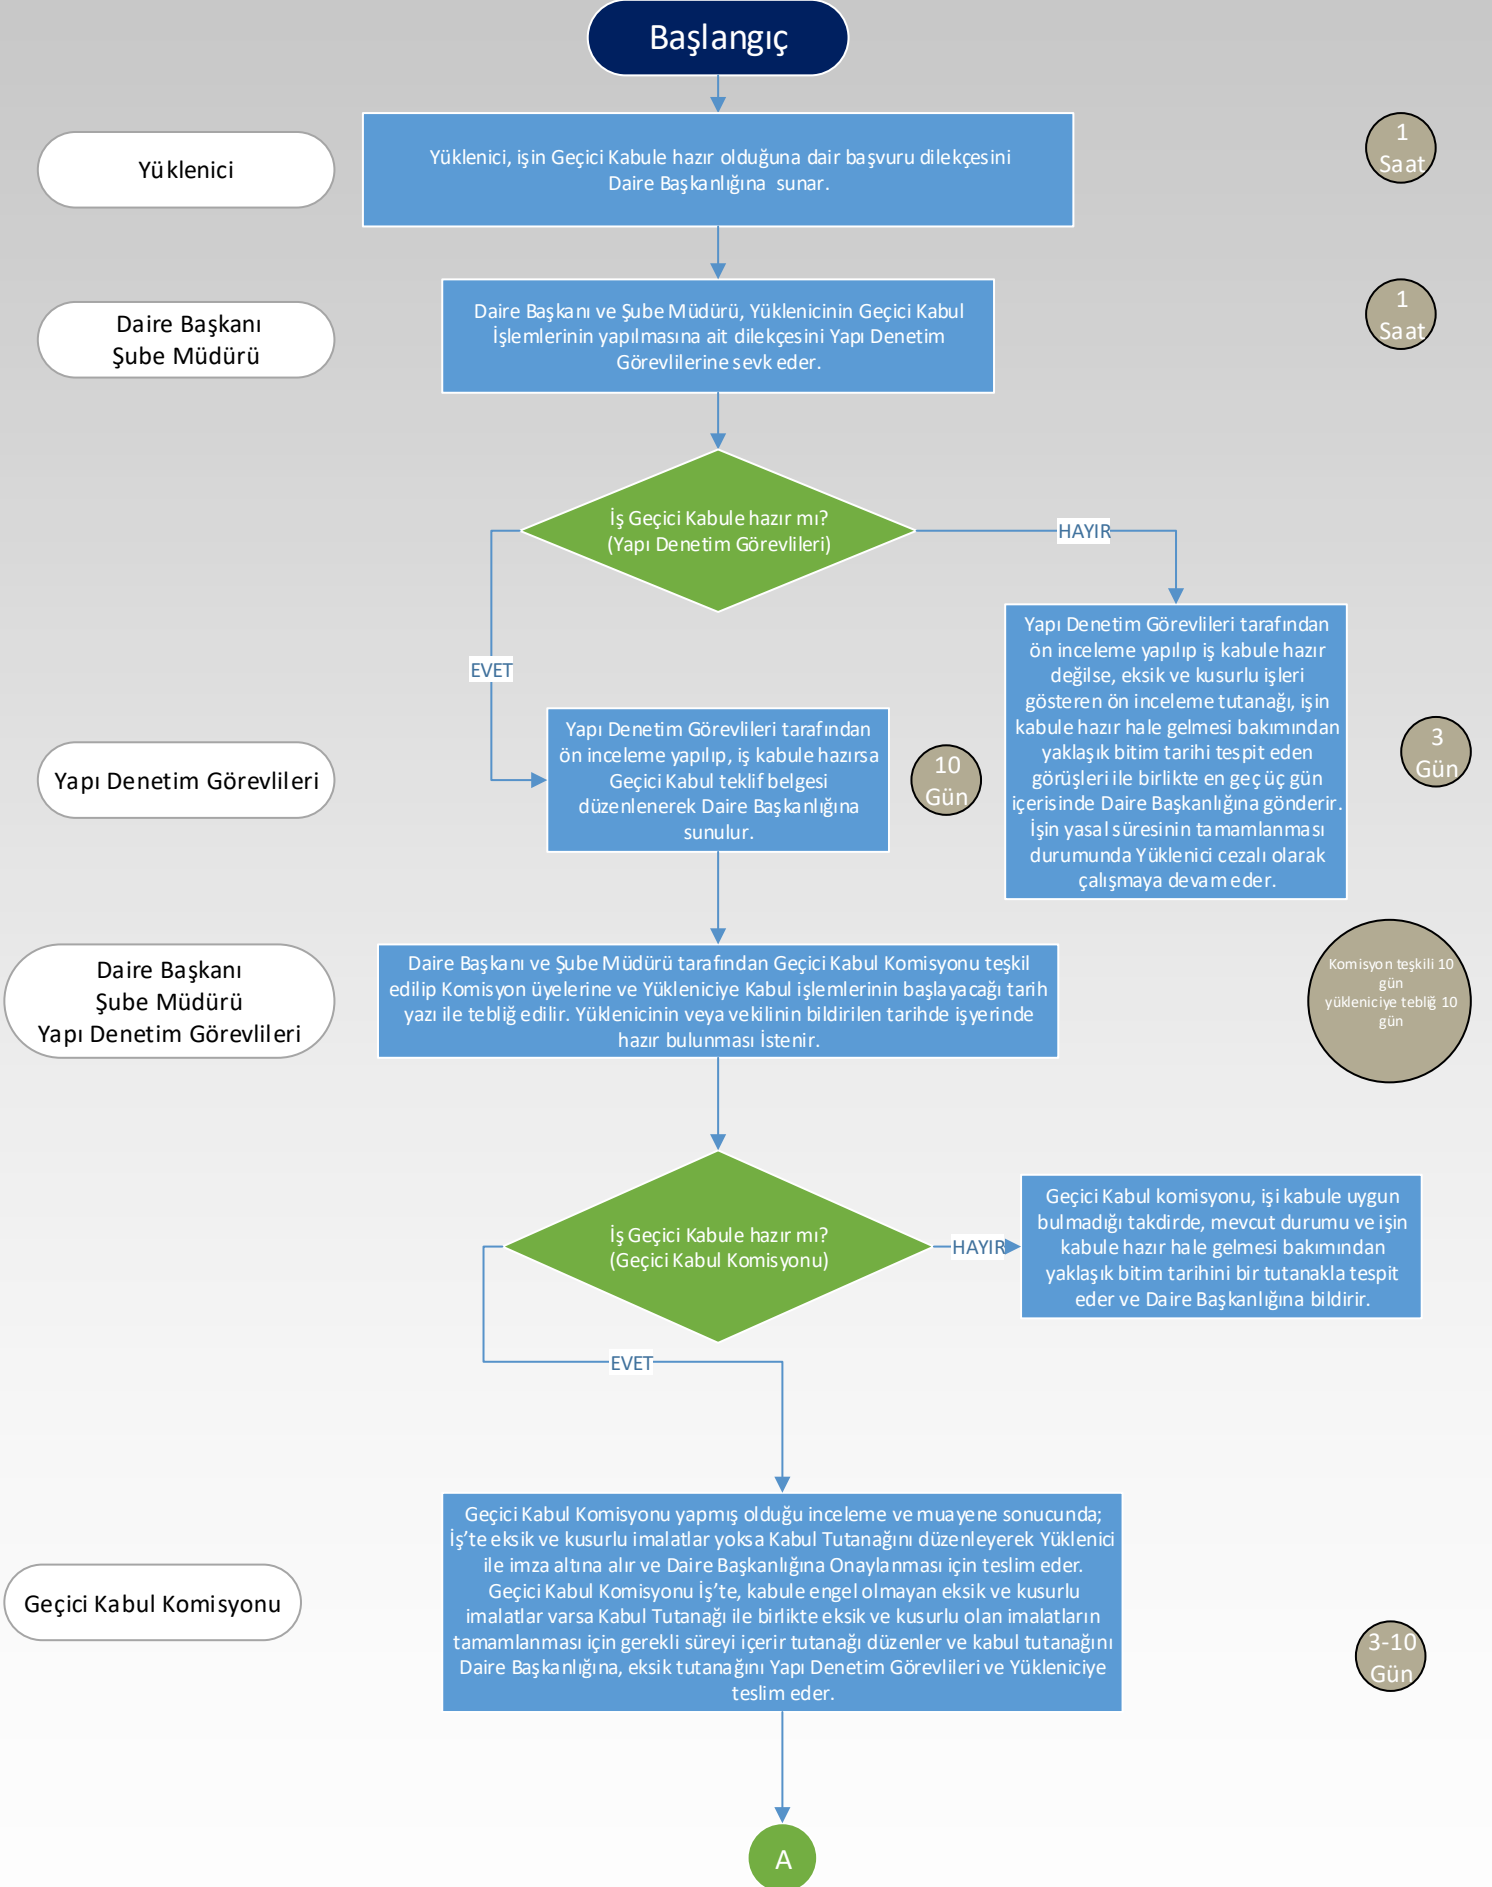 Başlangıç
Yüklenici
Yüklenici, işin Geçici Kabule hazır olduğuna dair başvuru dilekçesini
Daire Başkanlığına sunar.
1
Saat
Daire Başkanı
Şube Müdürü
Daire Başkanı ve Şube Müdürü, Yüklenicinin Geçici Kabul
İşlemlerinin yapılmasına ait dilekçesini Yapı Denetim
Görevlilerine sevk eder.
1
Saat
İş Geçici Kabule hazır mı?
(Yapı Denetim Görevlileri)
HAYIR
EVET
Yapı Denetim Görevlileri
Yapı Denetim Görevlileri tarafından
ön inceleme yapılıp, iş kabule hazırsa
Geçici Kabul teklif belgesi
düzenlenerek Daire Başkanlığına
sunulur.
10
Gün
Yapı Denetim Görevlileri tarafından
ön inceleme yapılıp iş kabule hazır
değilse, eksik ve kusurlu işleri
gösteren ön inceleme tutanağı, işin
kabule hazır hale gelmesi bakımından
yaklaşık bitim tarihi tespit eden
görüşleri ile birlikte en geç üç gün
içerisinde Daire Başkanlığına gönderir.
İşin yasal süresinin tamamlanması
durumunda Yüklenici cezalı olarak
çalışmaya devam eder.
3
Gün
Daire Başkanı
Şube Müdürü
Yapı Denetim Görevlileri
Daire Başkanı ve Şube Müdürü tarafından Geçici Kabul Komisyonu teşkil
edilip Komisyon üyelerine ve Yükleniciye Kabul işlemlerinin başlayacağı tarih
yazı ile tebliğ edilir. Yüklenicinin veya vekilinin bildirilen tarihde işyerinde
hazır bulunması İstenir.
Komisyon teşkili 10
gün
yükleniciye tebliğ 10
gün
İş Geçici Kabule hazır mı?
(Geçici Kabul Komisyonu)
HAYIR
Geçici Kabul komisyonu, işi kabule uygun
bulmadığı takdirde, mevcut durumu ve işin
kabule hazır hale gelmesi bakımından
yaklaşık bitim tarihini bir tutanakla tespit
eder ve Daire Başkanlığına bildirir.
EVET
Geçici Kabul Komisyonu
Geçici Kabul Komisyonu yapmış olduğu inceleme ve muayene sonucunda;
İş’te eksik ve kusurlu imalatlar yoksa Kabul Tutanağını düzenleyerek Yüklenici
ile imza altına alır ve Daire Başkanlığına Onaylanması için teslim eder.
Geçici Kabul Komisyonu İş’te, kabule engel olmayan eksik ve kusurlu
imalatlar varsa Kabul Tutanağı ile birlikte eksik ve kusurlu olan imalatların
tamamlanması için gerekli süreyi içerir tutanağı düzenler ve kabul tutanağını
Daire Başkanlığına, eksik tutanağını Yapı Denetim Görevlileri ve Yükleniciye
teslim eder.
3-10
Gün
A